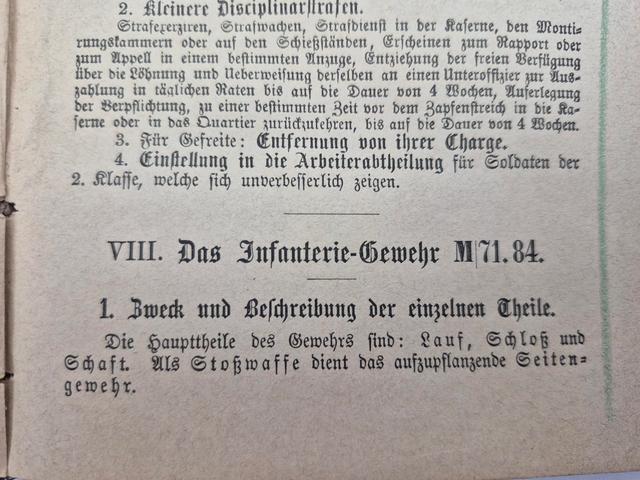 2. Kleinere Disciplinarstrafen.
Strafexerziren, Strafwachen, Strafdienst in der Kaserne, den Monti-
rungskammern oder auf den Schießständen, Erscheinen zum Rapport oder
zum Appell in einem bestimmten Anzuge, Entziehung der freien Verfügung
über die Löhnung und Ueberweisung derselben an einen Unteroffizier zur Aus-
zahlung in täglichen Raten bis auf die Dauer von 4 Wochen, Auferlegung
der Verpflichtung, zu einer bestimmten Zeit vor dem Zapfenstreich in die Ka-
serne oder in das Quartier zurückzukehren, bis auf die Dauer von 4 Wochen.
3. Für Gefreite: Entfernung von ihrer Charge.
4. Einstellung in die Arbeiterabtheilung für Soldaten der
2. Klasse, welche sich unverbesserlich zeigen.
VIII. Das Infanterie-Gewehr M/71. 84.
1. Zweck und Beschreibung der einzelnen Theile.
Die Haupttheile des Gewehrs sind: Lauf, Schloß und
Schaft. Als Stoßwaffe dient das aufzupflanzende Seiten-
gewehr.